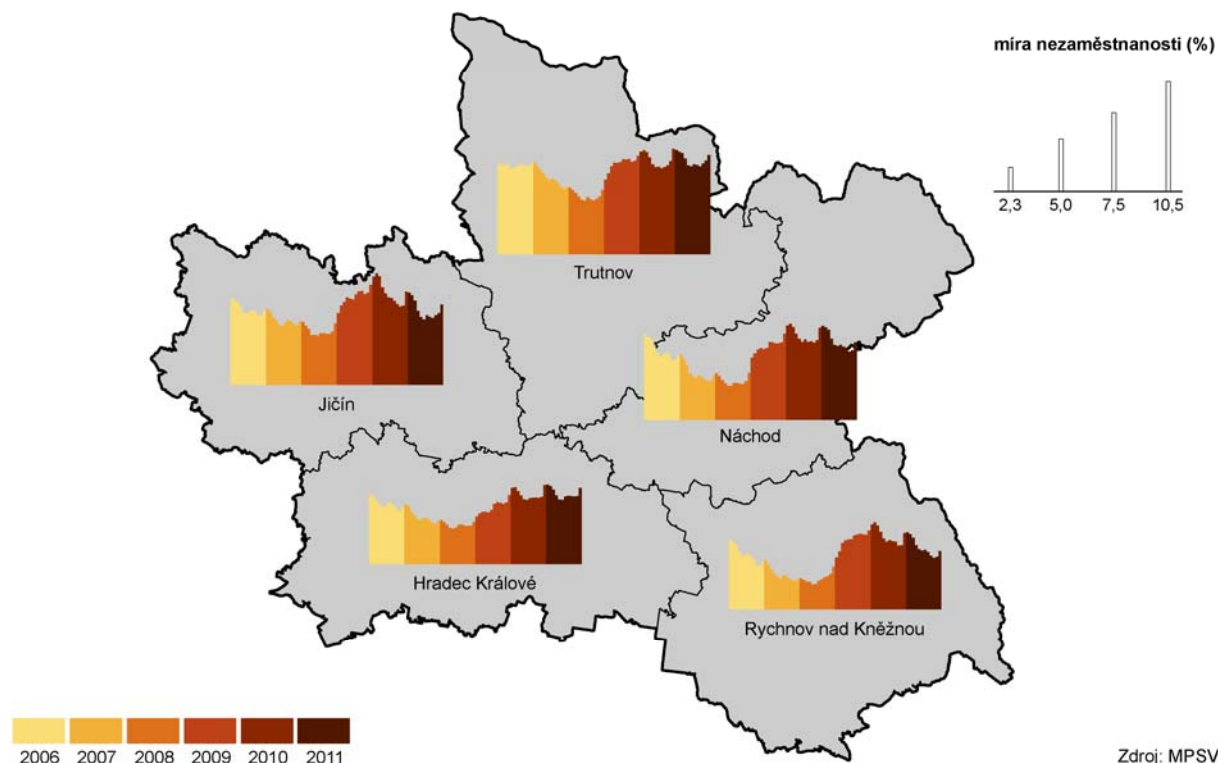 míra nezaměstnanosti (%)
2,3 5,0 7,5 10,5
Trutnov
Jičín
Náchod
Hradec Králové
Rychnov nad Kněžnou
2006 2007 2008 2009 2010 2011
Zdroj: MPSV